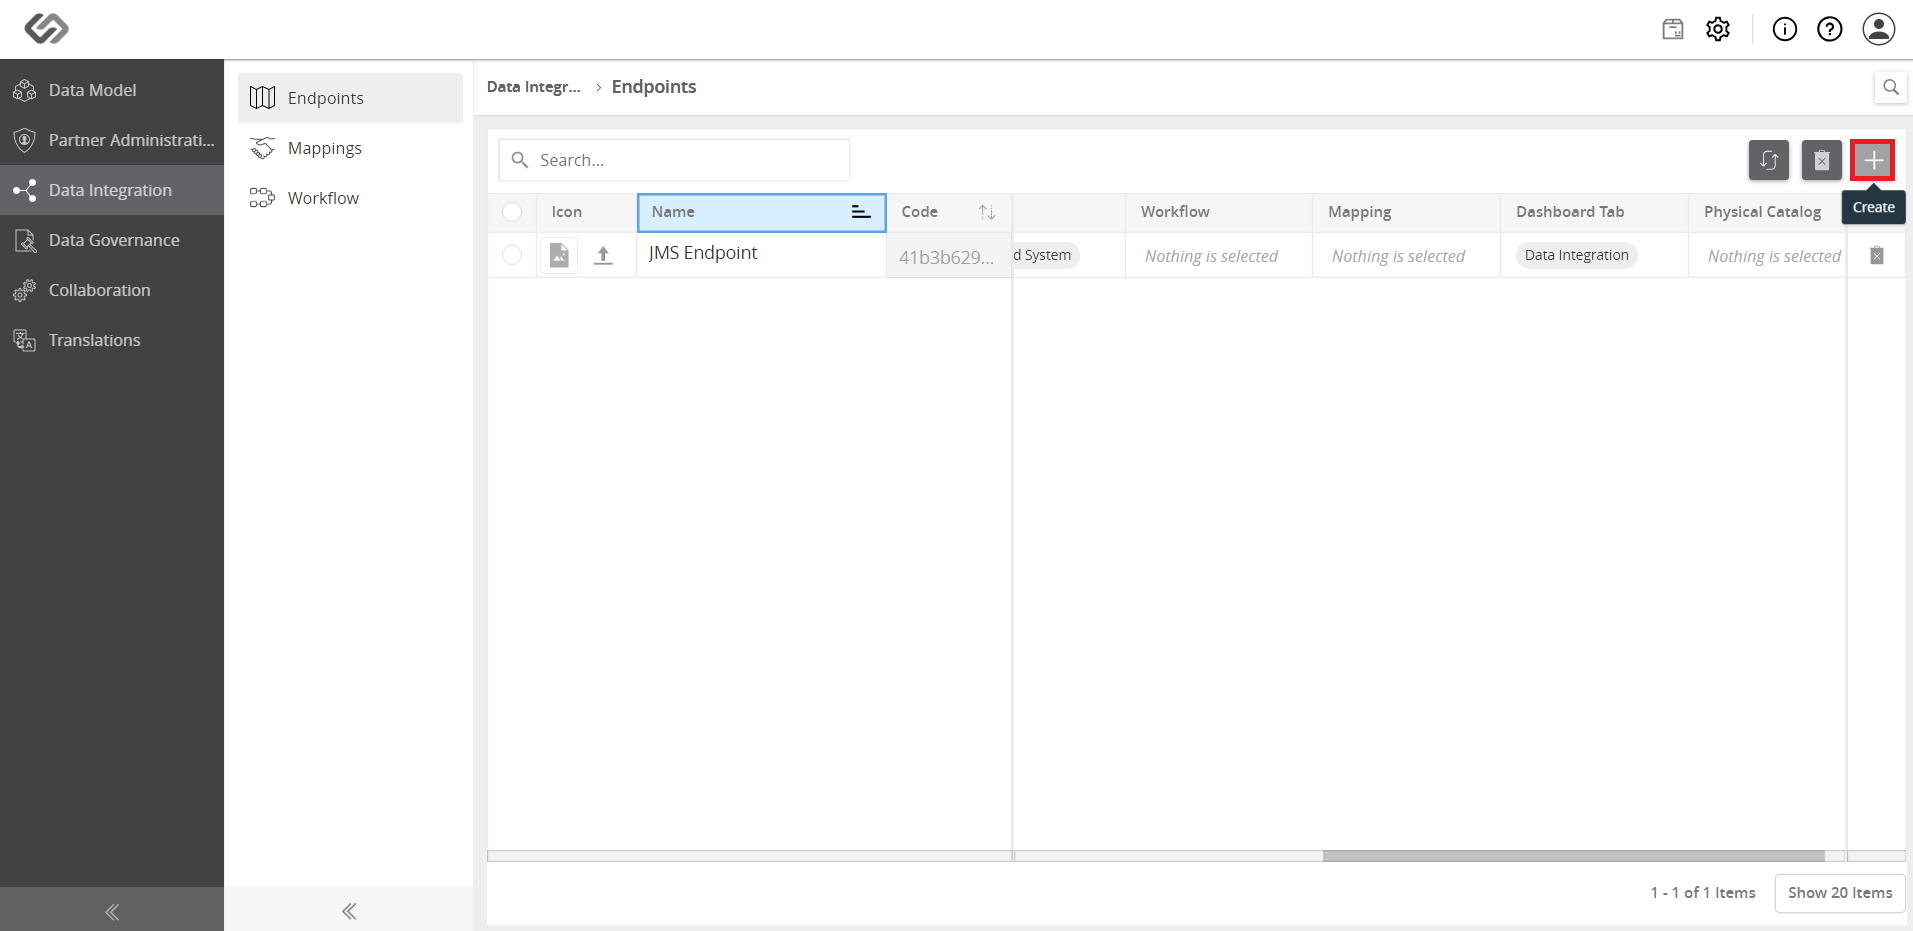 Data Model
Partner Administrati...
Data Integration
Data Governance
Collaboration
Translations
Endpoints
Mappings
Workflow
Data Integr... › Endpoints
Search...
Create
Icon Name Code Workflow Mapping Dashboard Tab Physical Catalog
JMS Endpoint 41b3b629... d System Nothing is selected Nothing is selected Data Integration Nothing is selected
1 - 1 of 1 Items Show 20 Items